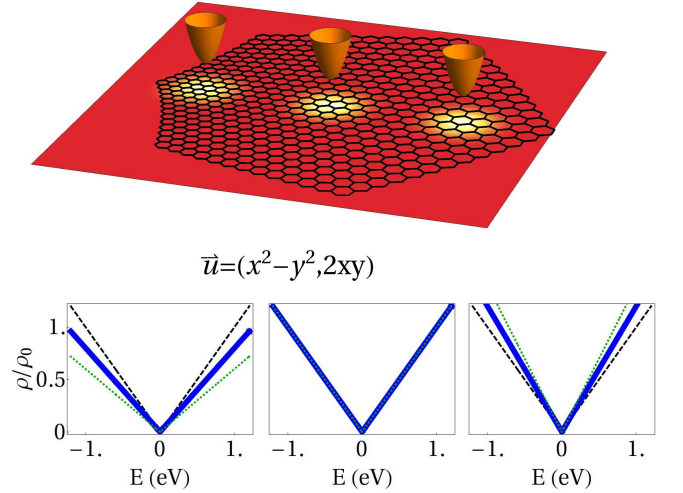 u⃗=(x²−y²,2xy)
ρ/ρ₀
1.
0.5
0
−1. 0 1.
−1. 0 1.
−1. 0 1.
E (eV)
E (eV)
E (eV)